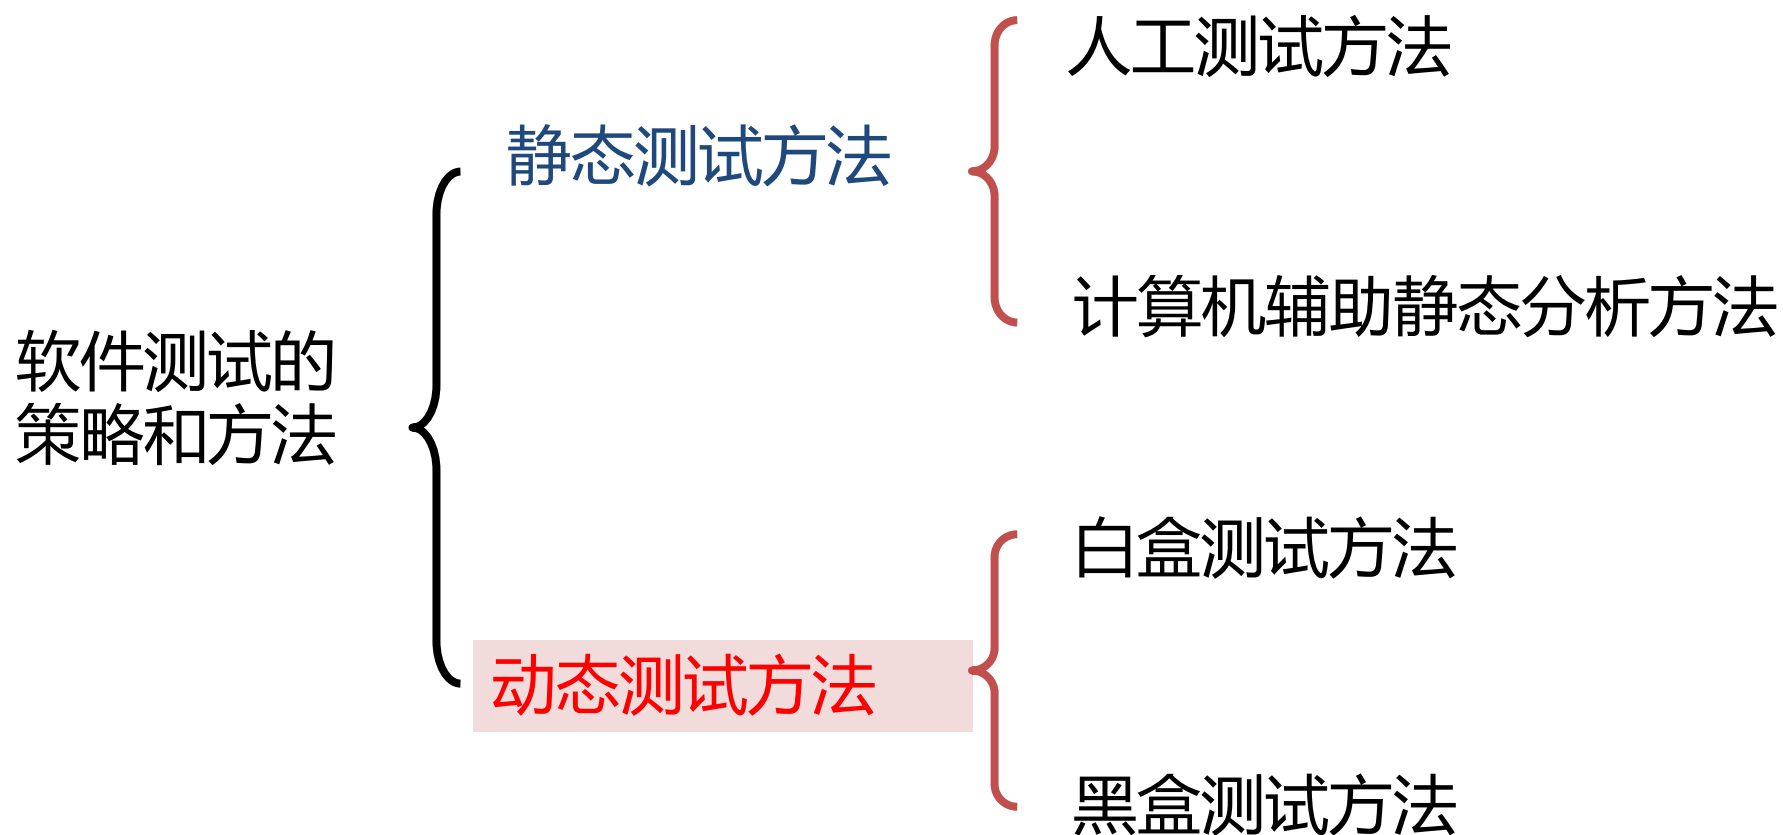 人工测试方法
静态测试方法
计算机辅助静态分析方法
软件测试的
策略和方法
白盒测试方法
动态测试方法
黑盒测试方法